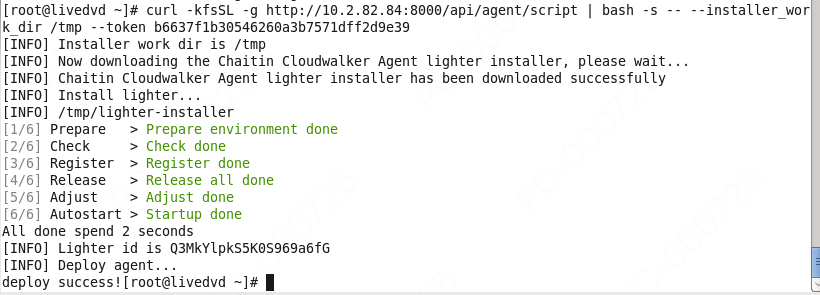 [root@livedvd ~]# curl -kfsSL -g http://10.2.82.84:8000/api/agent/script | bash -s -- --installer_wor
k_dir /tmp --token b6637f1b30546260a3b7571dff2d9e39
[INFO] Installer work dir is /tmp
[INFO] Now downloading the Chaitin Cloudwalker Agent lighter installer, please wait...
[INFO] Chaitin Cloudwalker Agent lighter installer has been downloaded successfully
[INFO] Install lighter...
[INFO] /tmp/lighter-installer
[1/6] Prepare   > Prepare environment done
[2/6] Check     > Check done
[3/6] Register  > Register done
[4/6] Release   > Release all done
[5/6] Adjust    > Adjust done
[6/6] Autostart > Startup done
All done spend 2 seconds
[INFO] Lighter id is Q3MkYlpkS5K0S969a6fG
[INFO] Deploy agent...
deploy success![root@livedvd ~]#